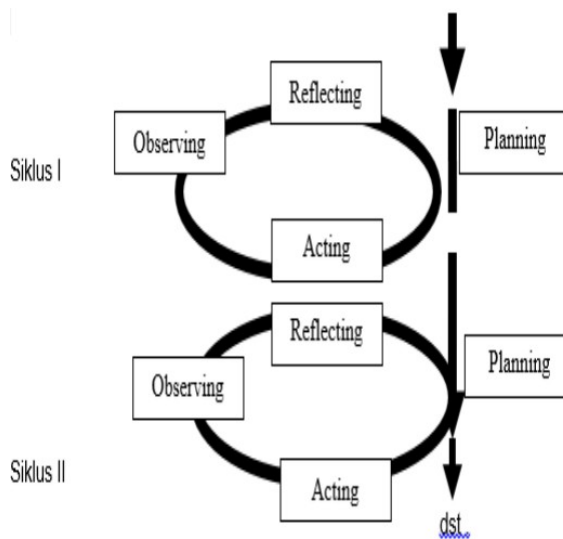 Reflecting
Observing
Planning
Siklus I
Acting
Reflecting
Planning
Observing
Siklus II
Acting
dst..